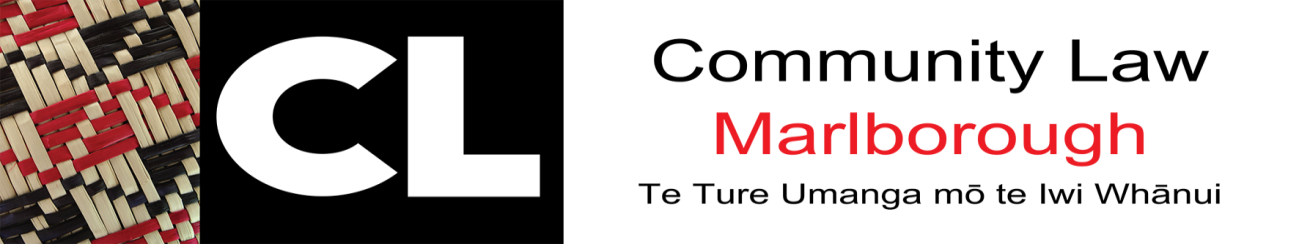 CL
Community Law
Marlborough
Te Ture Umanga mō te Iwi Whānui